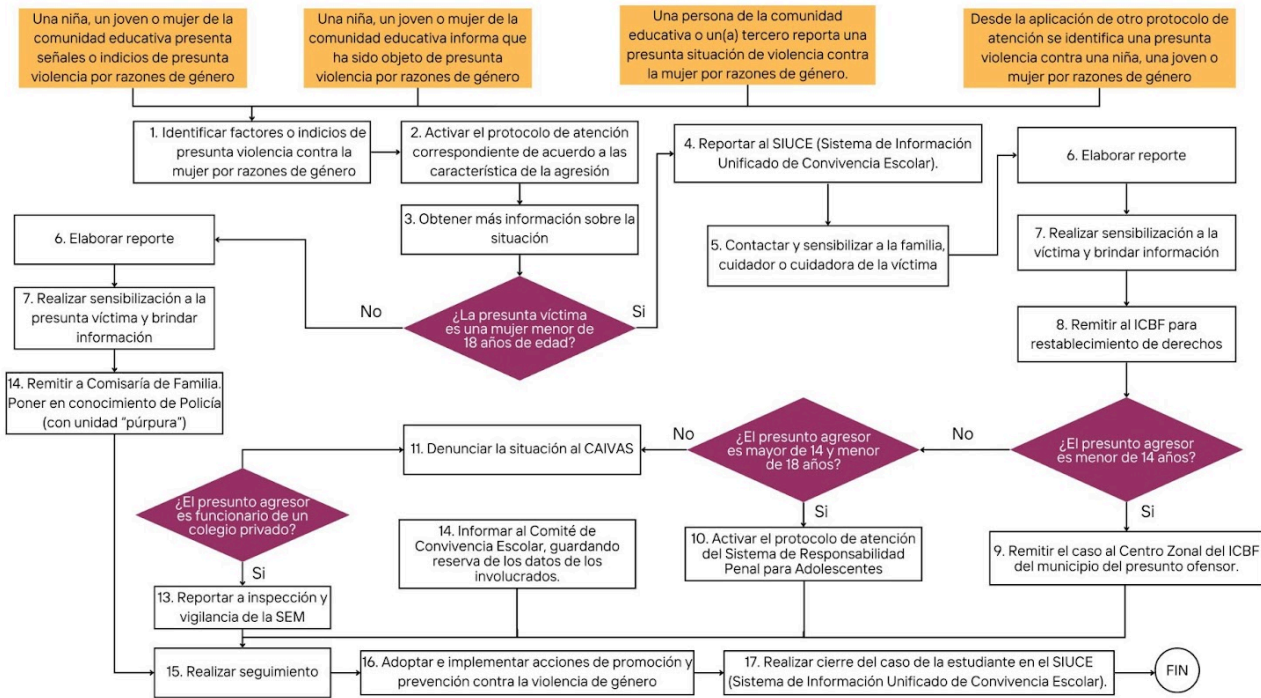 Una niña, un joven o mujer de la
comunidad educativa presenta
señales o indicios de presunta
violencia por razones de género
Una niña, un joven o mujer de la
comunidad educativa informa que
ha sido objeto de presunta
violencia por razones de género
Una persona de la comunidad
educativa o un(a) tercero reporta una
presunta situación de violencia contra
la mujer por razones de género.
Desde la aplicación de otro protocolo de
atención se identifica una presunta
violencia contra una niña, una joven o
mujer por razones de género
1. Identificar factores o indicios de
presunta violencia contra la
mujer por razones de género
2. Activar el protocolo de atención
correspondiente de acuerdo a las
característica de la agresión
4. Reportar al SIUCE (Sistema de Información
Unificado de Convivencia Escolar).
6. Elaborar reporte
3. Obtener más información sobre la
situación
6. Elaborar reporte
5. Contactar y sensibilizar a la familia,
cuidador o cuidadora de la víctima
7. Realizar sensibilización a la
víctima y brindar información
7. Realizar sensibilización a la
presunta víctima y brindar
información
No
¿La presunta víctima
es una mujer menor de
18 años de edad?
Si
8. Remitir al ICBF para
restablecimiento de derechos
14. Remitir a Comisaría de Familia.
Poner en conocimiento de Policía
(con unidad “púrpura”)
11. Denunciar la situación al CAIVAS
No
¿El presunto agresor
es mayor de 14 y menor
de 18 años?
No
¿El presunto agresor
es menor de 14 años?
¿El presunto agresor
es funcionario de un
colegio privado?
Si
Si
14. Informar al Comité de
Convivencia Escolar, guardando
reserva de los datos de los
involucrados.
10. Activar el protocolo de atención
del Sistema de Responsabilidad
Penal para Adolescentes
9. Remitir el caso al Centro Zonal del ICBF
del municipio del presunto ofensor.
Si
13. Reportar a inspección y
vigilancia de la SEM
15. Realizar seguimiento
16. Adoptar e implementar acciones de promoción y
prevención contra la violencia de género
17. Realizar cierre del caso de la estudiante en el SIUCE
(Sistema de Información Unificado de Convivencia Escolar).
FIN